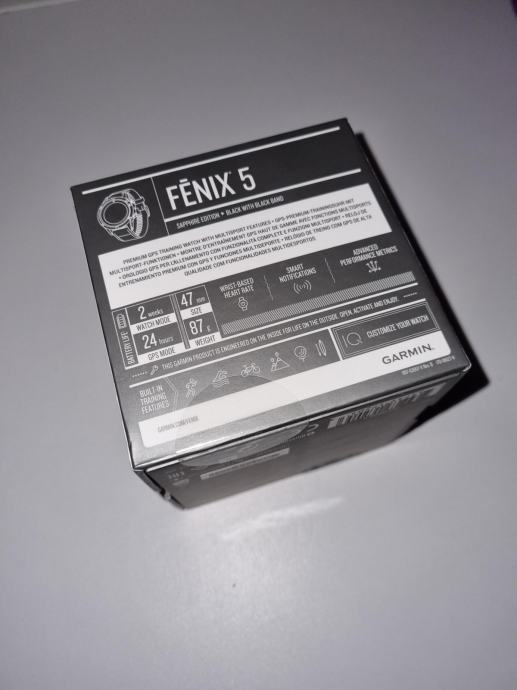 FĒNIX® 5
SAPPHIRE EDITION • BLACK WITH BLACK BAND
PREMIUM GPS TRAINING WATCH WITH MULTISPORT FEATURES • GPS-PREMIUM-TRAININGSUHR MIT
MULTISPORT-FUNKTIONEN • MONTRE D'ENTRAINEMENT GPS HAUT DE GAMME AVEC FONCTIONS MULTISPORTS
• OROLOGIO GPS PER L'ALLENAMENTO CON FUNZIONALITÀ COMPLETE E FUNZIONI MULTISPORT • RELOJ DE
ENTRENAMIENTO PREMIUM CON GPS Y FUNCIONES MULTIDEPORTE • RELÓGIO DE TREINO COM GPS DE ALTA
QUALIDADE COM FUNCIONALIDADES MULTIDESPORTOS
BATTERY LIFE
2 weeks
WATCH MODE
24 hours
GPS MODE
47 mm
SIZE
87 g
WEIGHT
WRIST-BASED
HEART RATE
SMART
NOTIFICATIONS
ADVANCED
PERFORMANCE METRICS
THIS GARMIN PRODUCT IS ENGINEERED ON THE INSIDE FOR LIFE ON THE OUTSIDE. OPEN, ACTIVATE AND ENJOY.
BUILT-IN
TRAINING
FEATURES
IQ
CUSTOMIZE YOUR WATCH
GARMIN.COM/FENIX
GARMIN